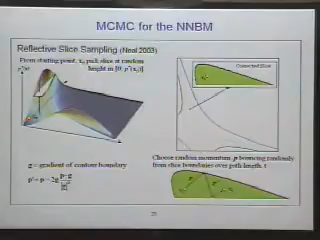 MCMC for the NNBM
Reflective Slice Sampling (Neal 2003)
From starting point, x₀ pick slice at random
height in [0, p*(x₀)]
Connected Slice
g = gradient of contour boundary
Choose random momentum, p bouncing randomly
from slice boundaries over path length, t